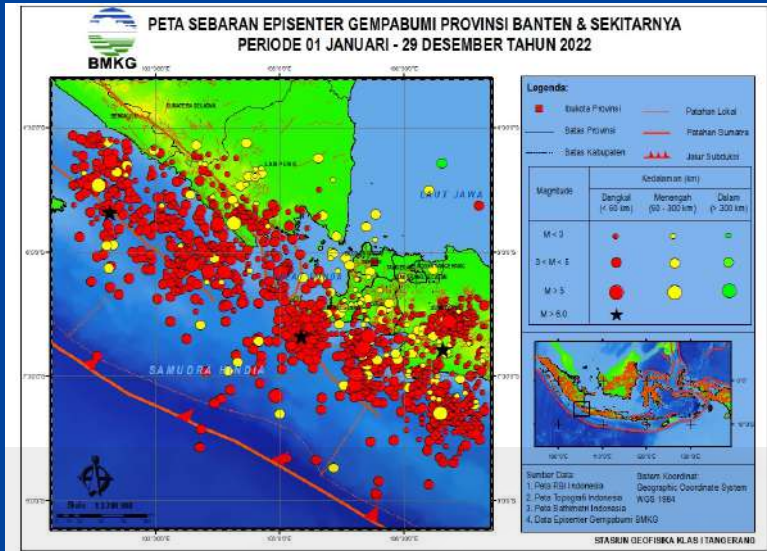 PETA SEBARAN EPISENTER GEMPABUMI PROVINSI BANTEN & SEKITARNYA
PERIODE 01 JANUARI - 29 DESEMBER TAHUN 2022
BMKG
SUMATERA SELATAN
LAMPUNG
LAUT JAWA
SAMUDRA HINDIA
Legenda:
Ibukota Provinsi
Patahan Lokal
Batas Provinsi
Patahan Sumatra
Batas Kabupaten
Jalur Subduksi
Magnitude
Kedalaman (km)
Dangkal
(< 60 km)
Menengah
(60 - 300 km)
Dalam
(> 300 km)
M < 3
3 < M < 5
M > 5
M > 6.0
Sumber Data:
1. Peta RBI Indonesia
2. Peta Topografi Indonesia
3. Peta Bathimitri Indonesia
4. Data Episenter Gempabumi BMKG
Sistem Koordinat:
Geographic Coordinate System
WGS 1984
STASIUN GEOFISIKA KLAS I TANGERANG